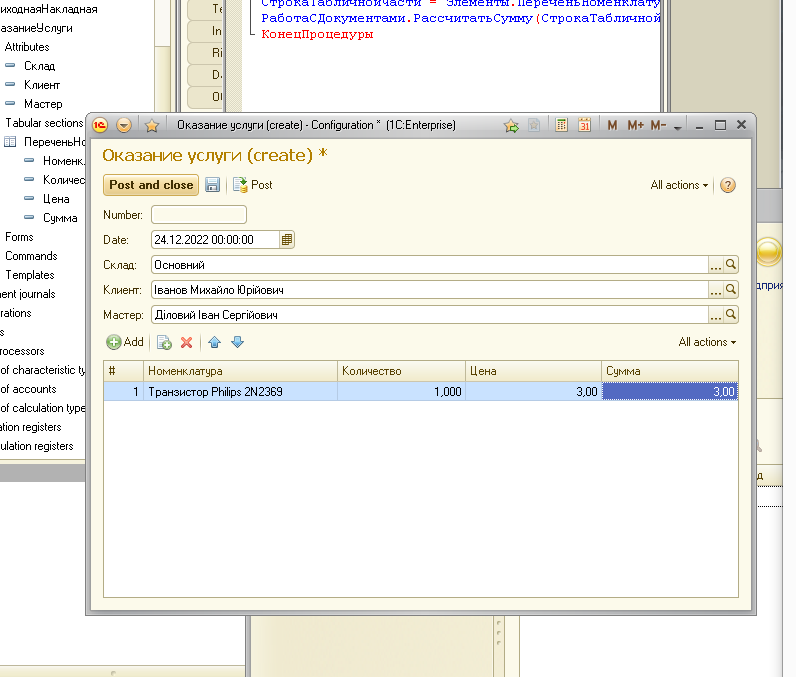 СтрокаТабличнойЧасти = Элементы.ПереченьНоменклату
РаботаСДокументами.РассчитатьСумму(СтрокаТабличной
КонецПроцедуры
иходнаяНакладная
азаниеУслуги
Attributes
Склад
Клиент
Мастер
Tabular sections
ПереченьНо
Номенк
Количес
Цена
Сумма
Forms
Commands
Templates
ent journals
rations
s
rocessors
of characteristic ty
of accounts
of calculation type
ation registers
ulation registers
Te
In
Ri
Da
Ot
Оказание услуги (create) - Configuration * (1C:Enterprise)
31
M M+ M-
Оказание услуги (create) *
Post and close
Post
All actions
Number:
Date: 24.12.2022 00:00:00
Склад: Основний
Клиент: Іванов Михайло Юрійович
Мастер: Діловий Іван Сергійович
Add
All actions
# Номенклатура Количество Цена Сумма
1 Транзистор Philips 2N2369 1,000 3,00 3,00
дприя